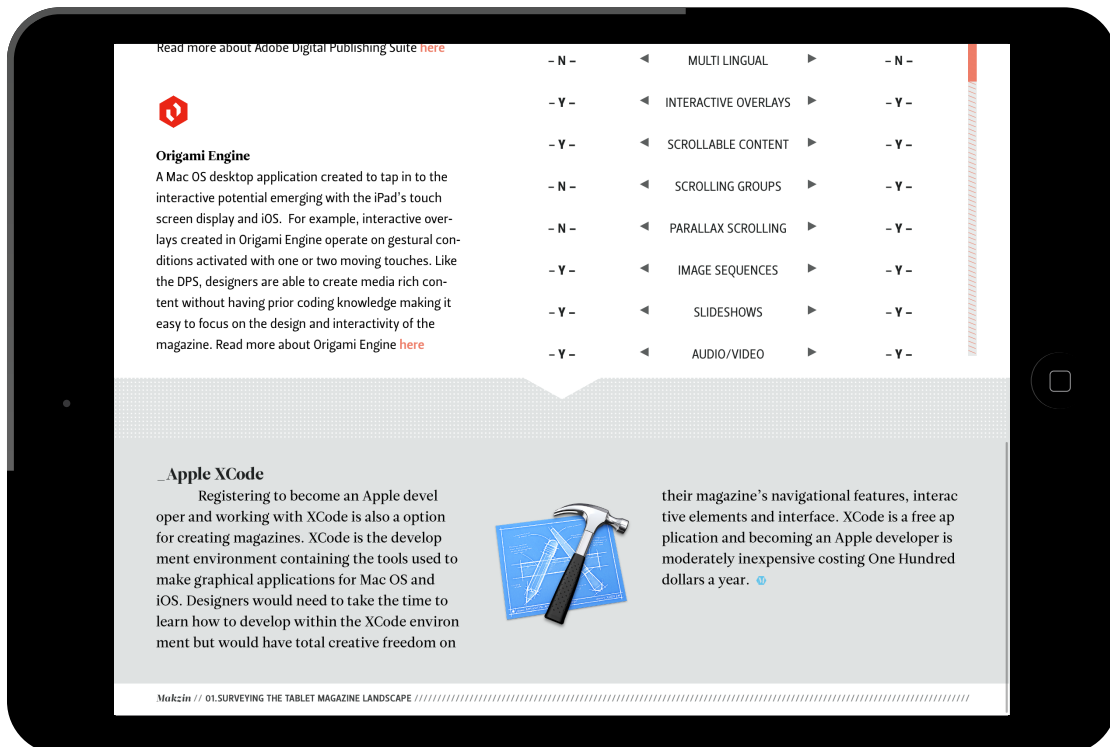 Read more about Adobe Digital Publishing Suite here
Origami Engine
A Mac OS desktop application created to tap in to the
interactive potential emerging with the iPad's touch
screen display and iOS.  For example, interactive over-
lays created in Origami Engine operate on gestural con-
ditions activated with one or two moving touches. Like
the DPS, designers are able to create media rich con-
tent without having prior coding knowledge making it
easy to focus on the design and interactivity of the
magazine. Read more about Origami Engine here
– N – ◄ MULTI LINGUAL ► – N –
– Y – ◄ INTERACTIVE OVERLAYS ► – Y –
– Y – ◄ SCROLLABLE CONTENT ► – Y –
– N – ◄ SCROLLING GROUPS ► – Y –
– N – ◄ PARALLAX SCROLLING ► – Y –
– Y – ◄ IMAGE SEQUENCES ► – Y –
– Y – ◄ SLIDESHOWS ► – Y –
– Y – ◄ AUDIO/VIDEO ► – Y –
_Apple XCode
Registering to become an Apple devel
oper and working with XCode is also a option
for creating magazines. XCode is the develop
ment environment containing the tools used to
make graphical applications for Mac OS and
iOS. Designers would need to take the time to
learn how to develop within the XCode environ
ment but would have total creative freedom on
their magazine's navigational features, interac
tive elements and interface. XCode is a free ap
plication and becoming an Apple developer is
moderately inexpensive costing One Hundred
dollars a year.
Makzin // 01.SURVEYING THE TABLET MAGAZINE LANDSCAPE ////////////////////////////////////////////////////////////////////////////////